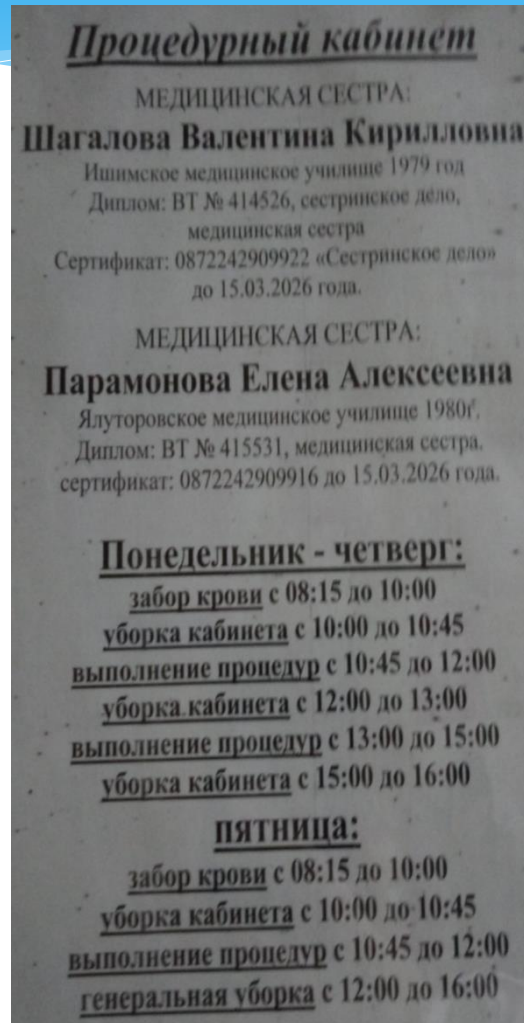 Процедурный кабинет
МЕДИЦИНСКАЯ СЕСТРА:
Шагалова Валентина Кирилловна
Ишимское медицинское училище 1979 год
Диплом: ВТ № 414526, сестринское дело,
медицинская сестра
Сертификат: 0872242909922 «Сестринское дело»
до 15.03.2026 года.
МЕДИЦИНСКАЯ СЕСТРА:
Парамонова Елена Алексеевна
Ялуторовское медицинское училище 1980г.
Диплом: ВТ № 415531, медицинская сестра.
сертификат: 0872242909916 до 15.03.2026 года.
Понедельник - четверг:
забор крови с 08:15 до 10:00
уборка кабинета с 10:00 до 10:45
выполнение процедур с 10:45 до 12:00
уборка кабинета с 12:00 до 13:00
выполнение процедур с 13:00 до 15:00
уборка кабинета с 15:00 до 16:00
пятница:
забор крови с 08:15 до 10:00
уборка кабинета с 10:00 до 10:45
выполнение процедур с 10:45 до 12:00
генеральная уборка с 12:00 до 16:00